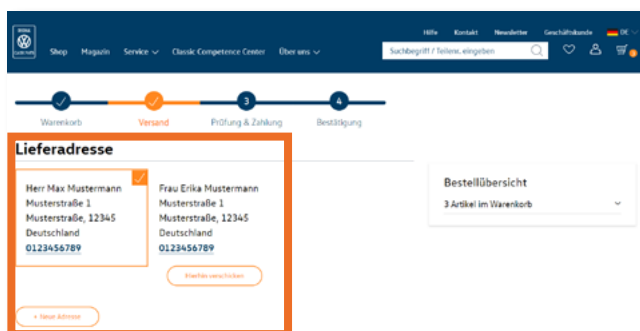 Hilfe Kontakt Newsletter Geschäftskunde DE
Shop Magazin Service Classic Competence Center Über uns
Suchbegriff / Teilenr. eingeben
3 4
Warenkorb Versand Prüfung & Zahlung Bestätigung
Lieferadresse
Herr Max Mustermann
Musterstraße 1
Musterstraße, 12345
Deutschland
0123456789
Frau Erika Mustermann
Musterstraße 1
Musterstraße, 12345
Deutschland
0123456789
Hierhin verschicken
+ Neue Adresse
Bestellübersicht
3 Artikel im Warenkorb